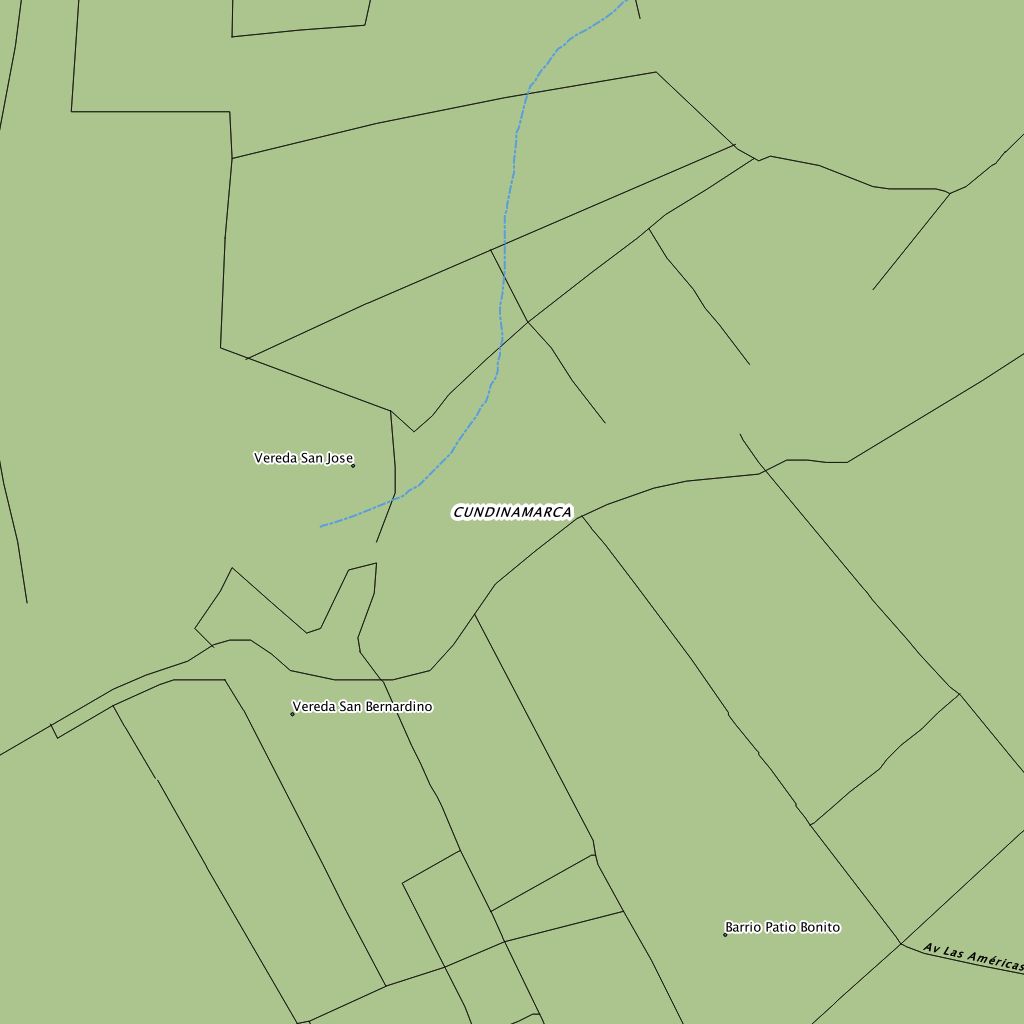 Vereda San Jose
CUNDINAMARCA
Vereda San Bernardino
Barrio Patio Bonito
Av Las Américas